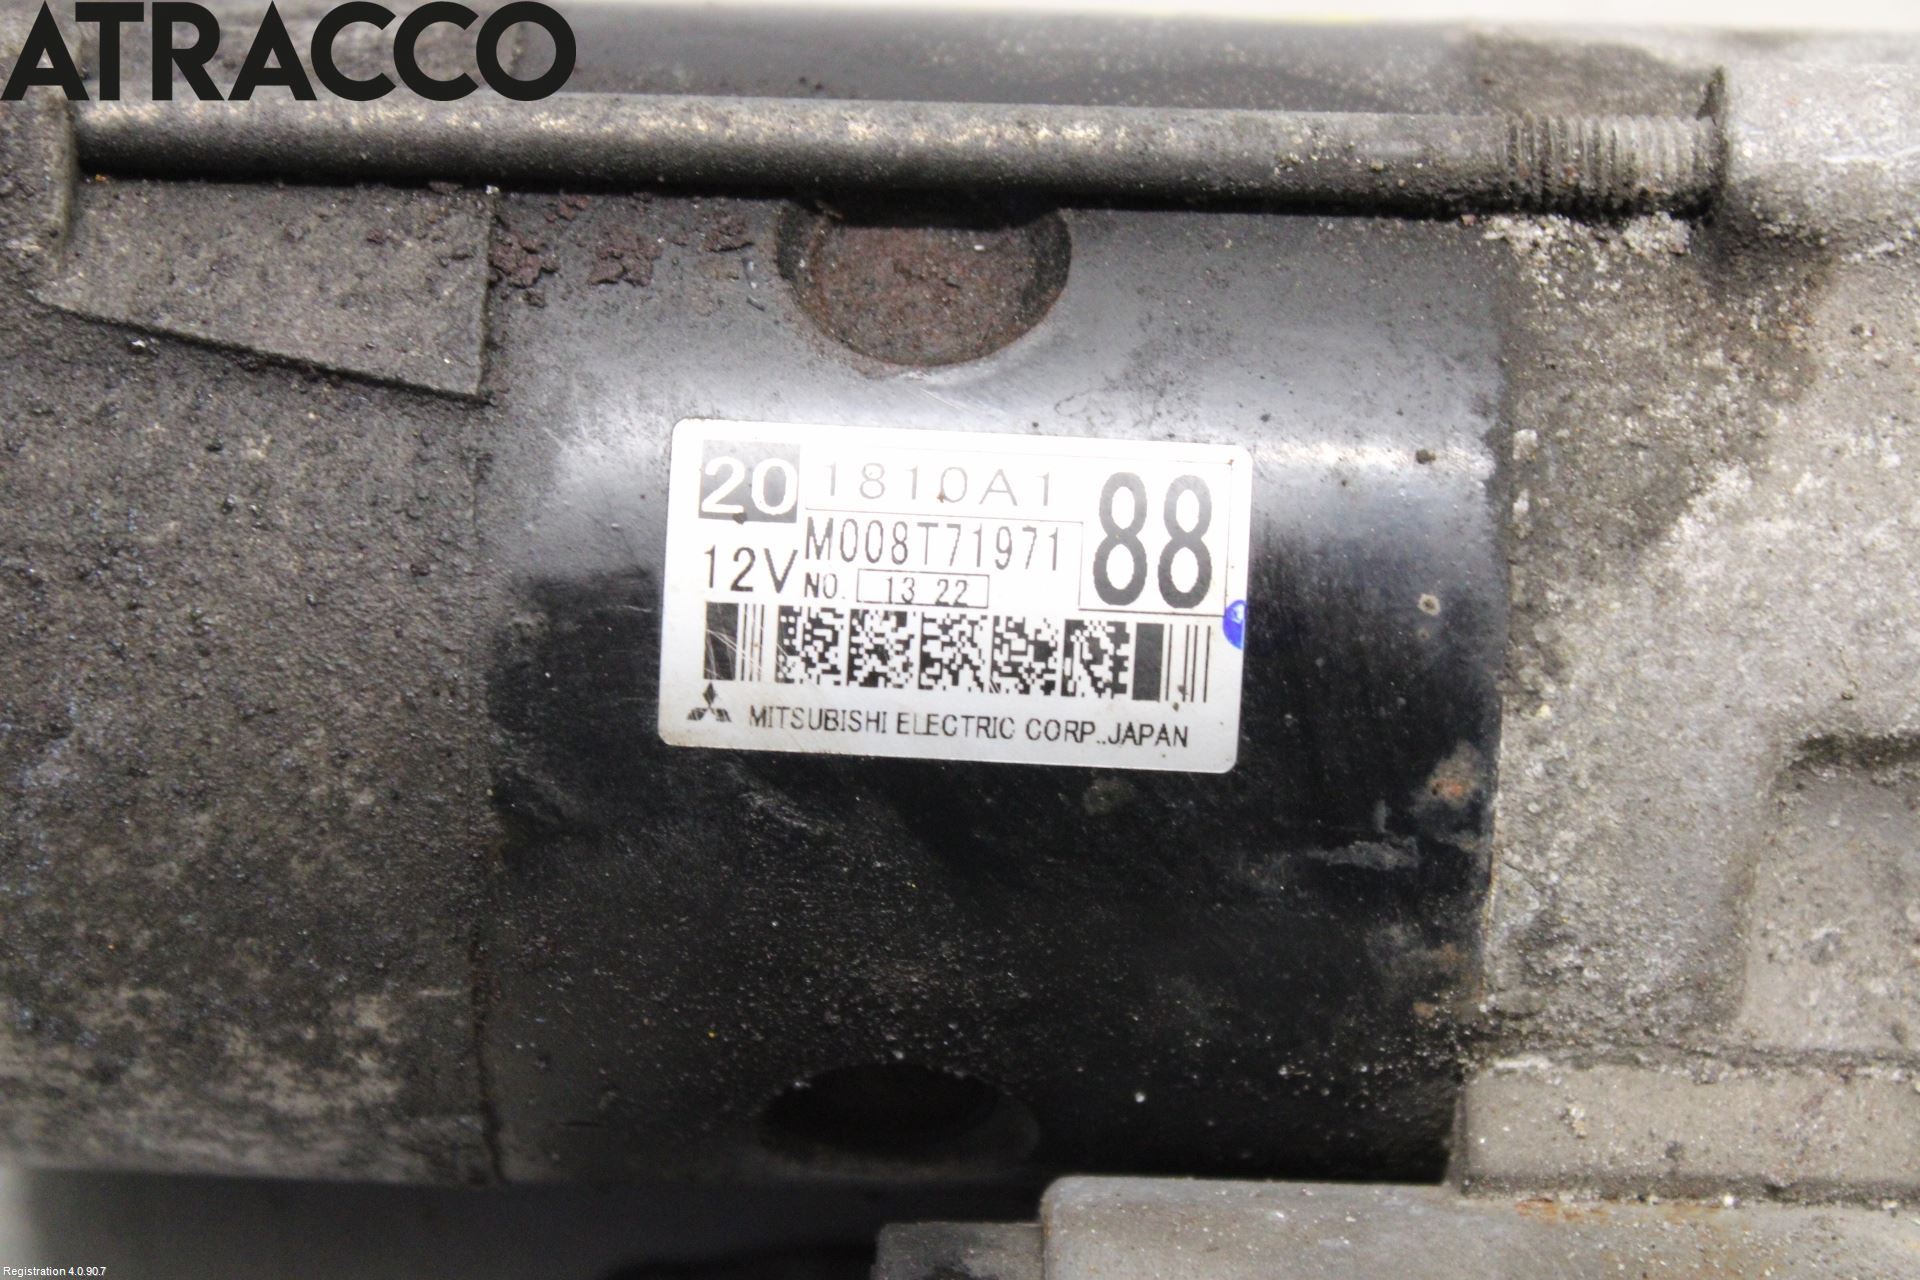 ATRACCO
20 1810A1 88
M008T71971
12V NO. 13 22
MITSUBISHI ELECTRIC CORP.,JAPAN
Registration 4.0.90.7